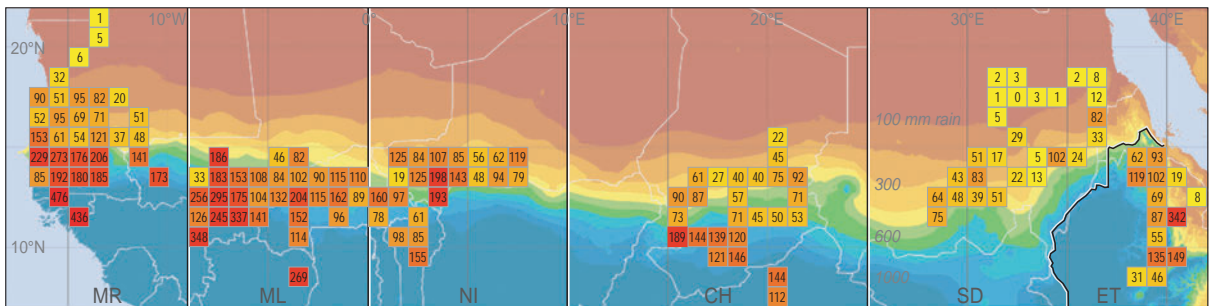 10°W 0° 10°E 20°E 30°E 40°E
1
5
20°N 20°N
6
32 2 3 2 8
90 51 95 82 20 1 0 3 1 12
52 95 69 71 51 100 mm rain 5 82
153 61 54 121 37 48 22 29 33
229 273 176 206 141 186 46 82 125 84 107 85 56 62 119 45 51 17 5 102 24 62 93
85 192 180 185 173 33 183 153 108 84 102 90 115 110 19 125 198 143 48 94 79 61 27 40 40 75 92 300 43 83 22 13 119 102 19
476 256 295 175 104 132 204 115 162 89 160 97 193 90 87 57 71 64 48 39 51 69 8
436 126 245 337 141 152 96 78 61 73 71 45 50 53 75 87 342
348 114 98 85 189 144 139 120 600 55
10°N 10°N
155 121 146 135 149
269 144 1000 31 46
MR ML NI CH 112 SD ET